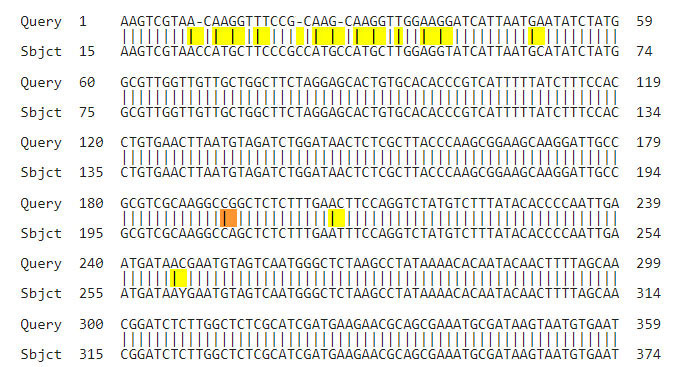 Query 1 AAGTCGTAA-CAAGGTTTCCG-CAAG-CAAGGTTGGAAGGATCATTAATGAATATCTATG 59
Sbjct 15 AAGTCGTAACCATGCTTCCCGCCATGCCATGCTTGGAGGTATCATTAATGCATATCTATG 74
Query 60 GCGTTGGTTGTTGCTGGCTTCTAGGAGCACTGTGCACACCCGTCATTTTTATCTTTCCAC 119
Sbjct 75 GCGTTGGTTGTTGCTGGCTTCTAGGAGCACTGTGCACACCCGTCATTTTTATCTTTCCAC 134
Query 120 CTGTGAACTTAATGTAGATCTGGATAACTCTCGCTTACCCAAGCGGAAGCAAGGATTGCC 179
Sbjct 135 CTGTGAACTTAATGTAGATCTGGATAACTCTCGCTTACCCAAGCGGAAGCAAGGATTGCC 194
Query 180 GCGTCGCAAGGCCGGCTCTCTTTGAACTTCCAGGTCTATGTCTTTATACACCCCAATTGA 239
Sbjct 195 GCGTCGCAAGGCCAGCTCTCTTTGAATTTCCAGGTCTATGTCTTTATACACCCCAATTGA 254
Query 240 ATGATAACGAATGTAGTCAATGGGCTCTAAGCCTATAAAACACAATACAACTTTTAGCAA 299
Sbjct 255 ATGATAAYGAATGTAGTCAATGGGCTCTAAGCCTATAAAACACAATACAACTTTTAGCAA 314
Query 300 CGGATCTCTTGGCTCTCGCATCGATGAAGAACGCAGCGAAATGCGATAAGTAATGTGAAT 359
Sbjct 315 CGGATCTCTTGGCTCTCGCATCGATGAAGAACGCAGCGAAATGCGATAAGTAATGTGAAT 374